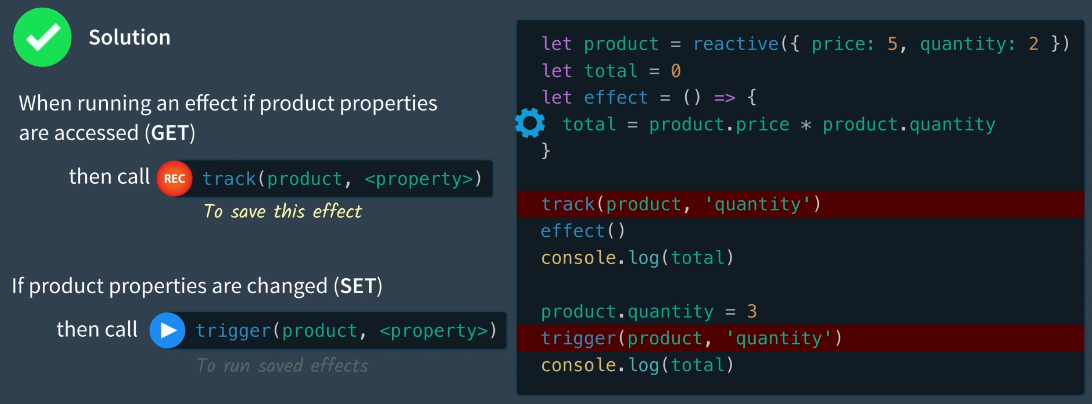 Solution
When running an effect if product properties
are accessed (GET)
then call REC track(product, <property>)
To save this effect
If product properties are changed (SET)
then call trigger(product, <property>)
To run saved effects
let product = reactive({ price: 5, quantity: 2 })
let total = 0
let effect = () => {
total = product.price * product.quantity
}
track(product, 'quantity')
effect()
console.log(total)
product.quantity = 3
trigger(product, 'quantity')
console.log(total)